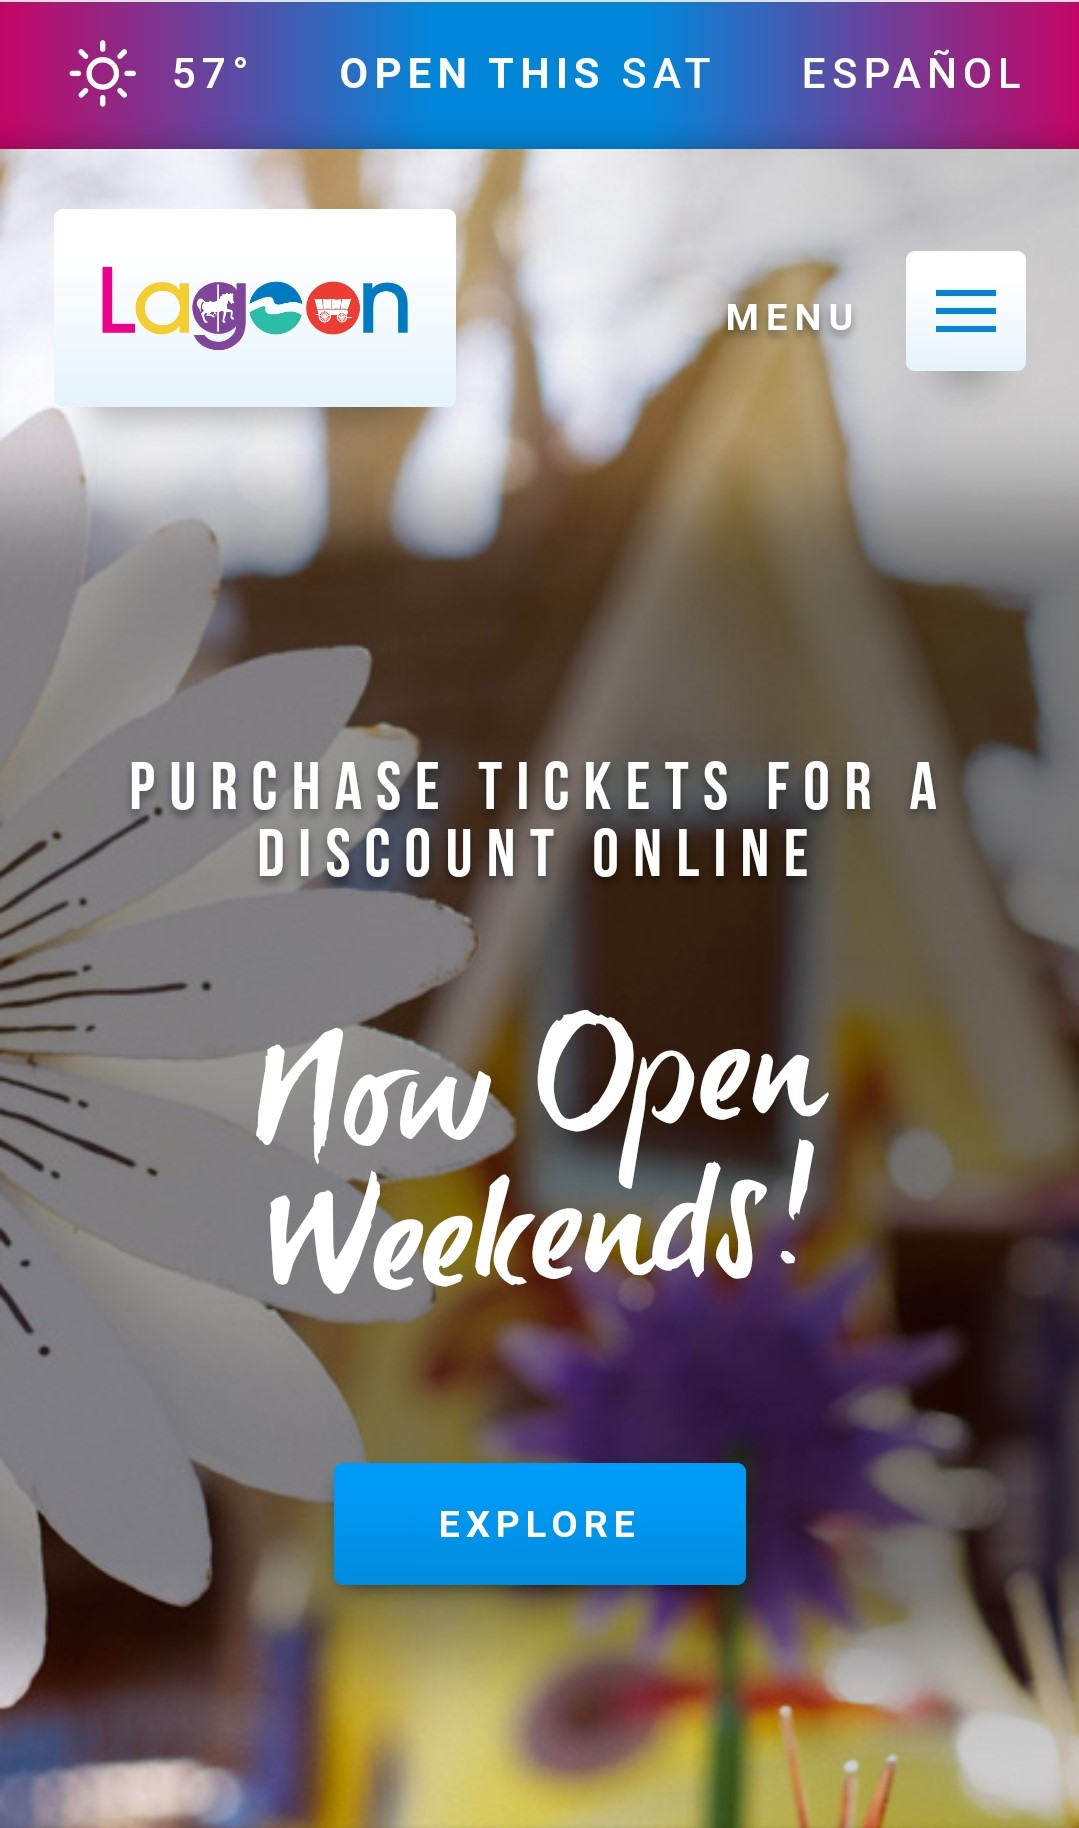 57° OPEN THIS SAT ESPAÑOL
Lagoon
MENU
PURCHASE TICKETS FOR A
DISCOUNT ONLINE
Now Open
Weekends!
EXPLORE